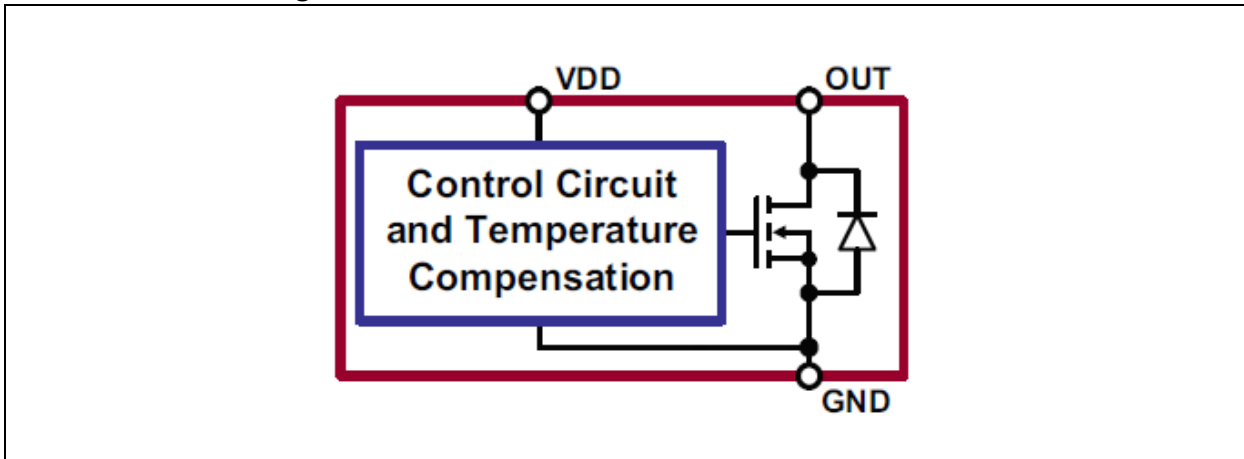 VDD
OUT
Control Circuit
and Temperature
Compensation
GND